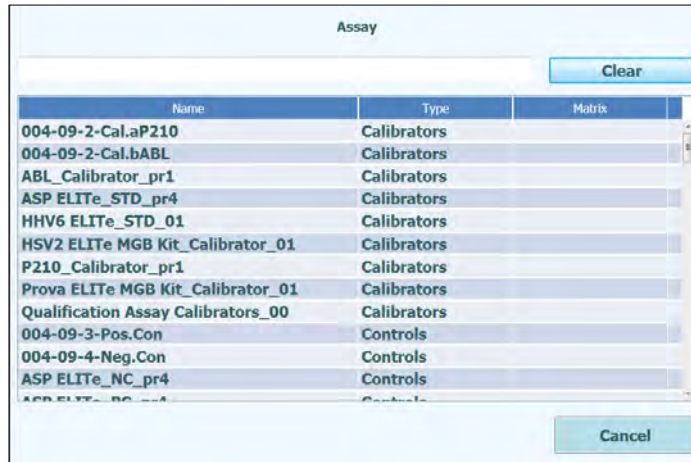 Assay
Clear
Name Type Matrix
004-09-2-Cal.aP210 Calibrators
004-09-2-Cal.bABL Calibrators
ABL_Calibrator_pr1 Calibrators
ASP ELITe_STD_pr4 Calibrators
HHV6 ELITe_STD_01 Calibrators
HSV2 ELITe MGB Kit_Calibrator_01 Calibrators
P210_Calibrator_pr1 Calibrators
Prova ELITe MGB Kit_Calibrator_01 Calibrators
Qualification Assay Calibrators_00 Calibrators
004-09-3-Pos.Con Controls
004-09-4-Neg.Con Controls
ASP ELITe_NC_pr4 Controls
Cancel